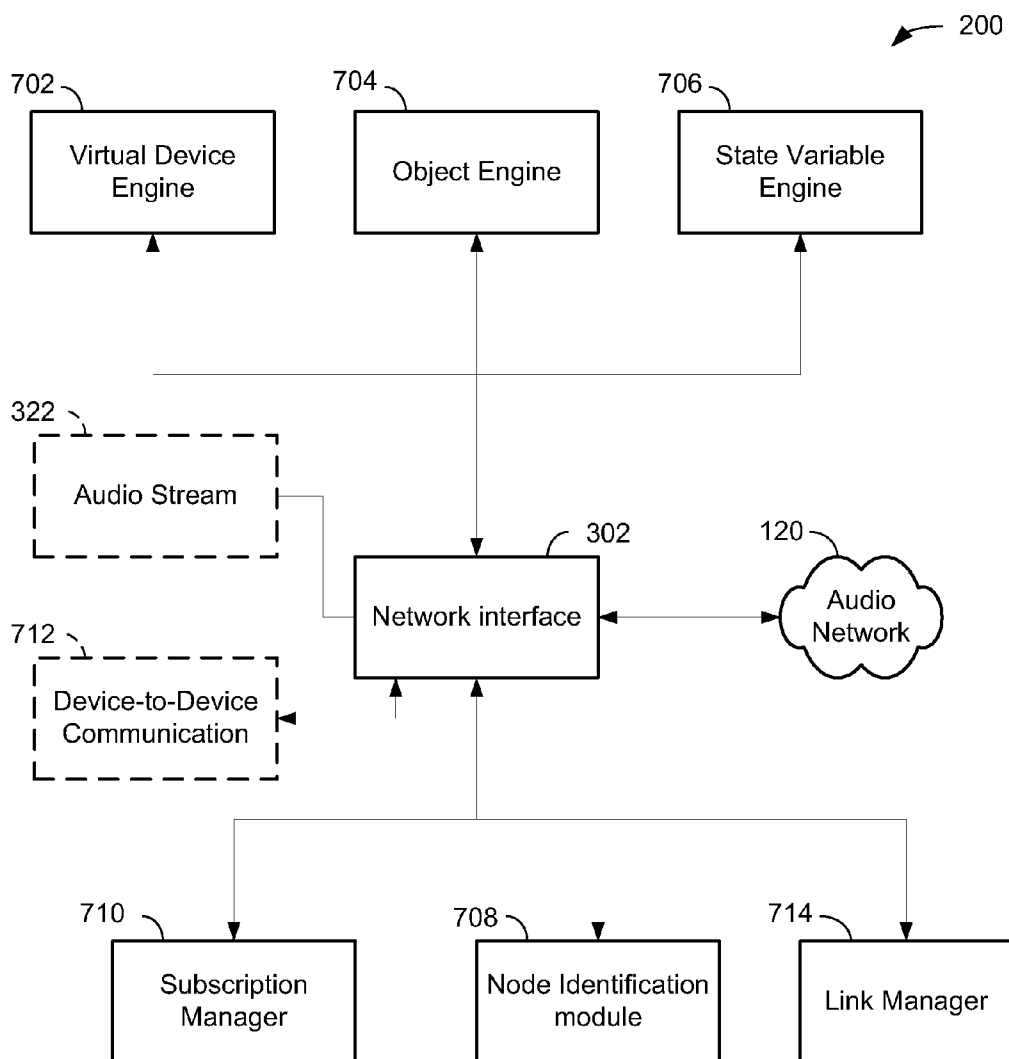 200
702
704
706
Virtual Device
Engine
Object Engine
State Variable
Engine
322
Audio Stream
302
Network interface
120
Audio
Network
712
Device-to-Device
Communication
710
Subscription
Manager
708
Node Identification
module
714
Link Manager